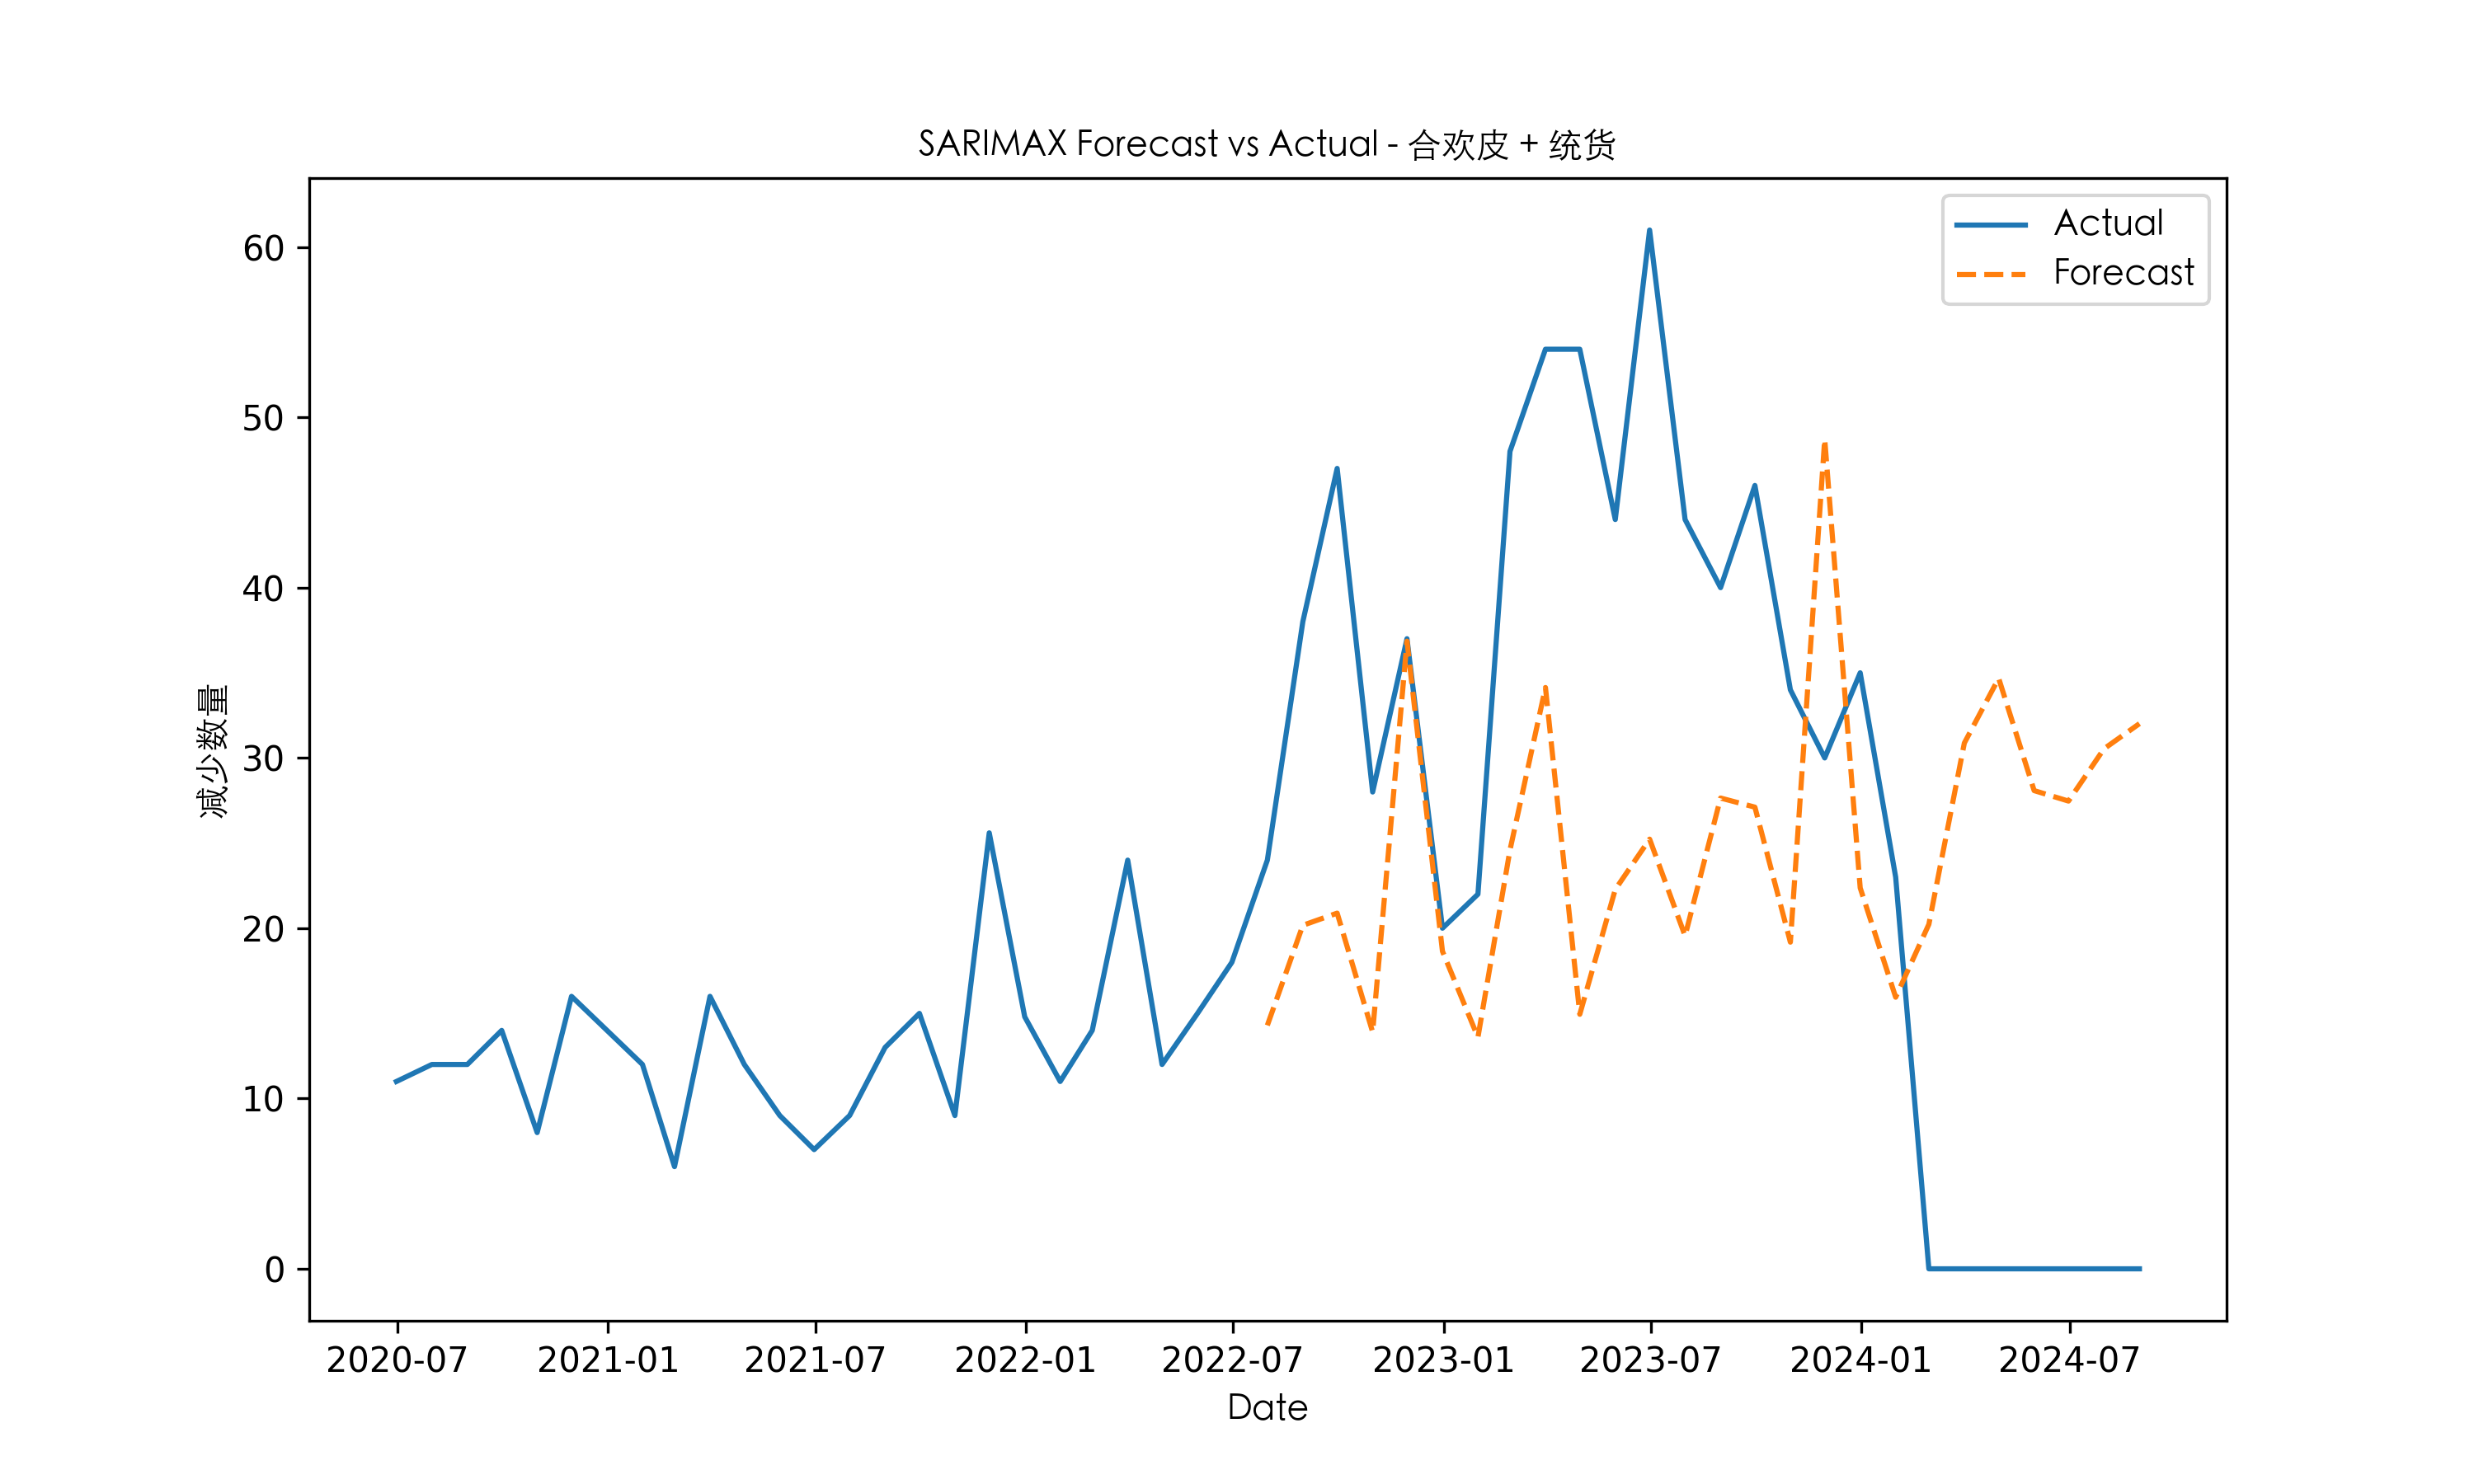 SARIMAX Forecast vs Actual - 合欢皮 + 统货
Actual
Forecast
减少数量
60
50
40
30
20
10
0
2020-07 2021-01 2021-07 2022-01 2022-07 2023-01 2023-07 2024-01 2024-07
Date